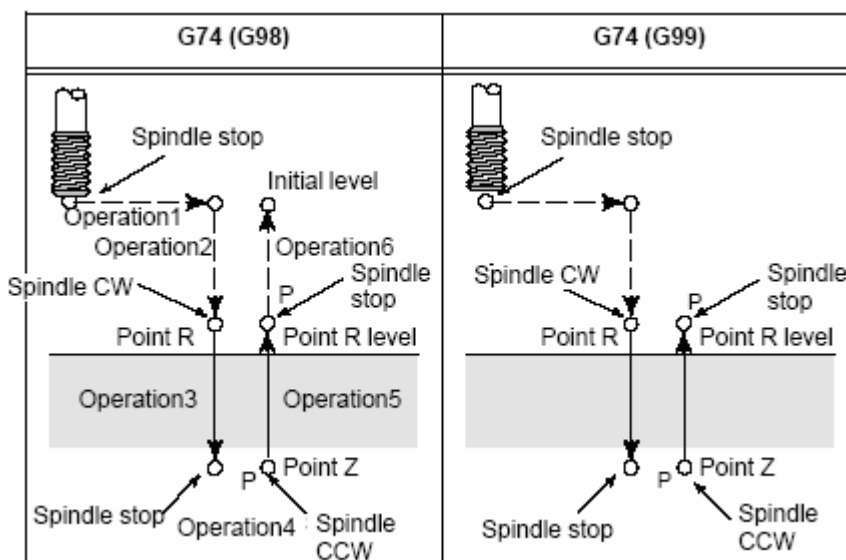 G74 (G98)
G74 (G99)
Spindle stop
Initial level
Operation1
Operation2
Operation6
Spindle CW
P
Spindle
stop
Point R
Point R level
Operation3
Operation5
Point Z
P
Spindle stop
Operation4
Spindle
CCW
Spindle stop
Spindle CW
P
Spindle
stop
Point R
Point R level
Point Z
P
Spindle stop
Spindle
CCW